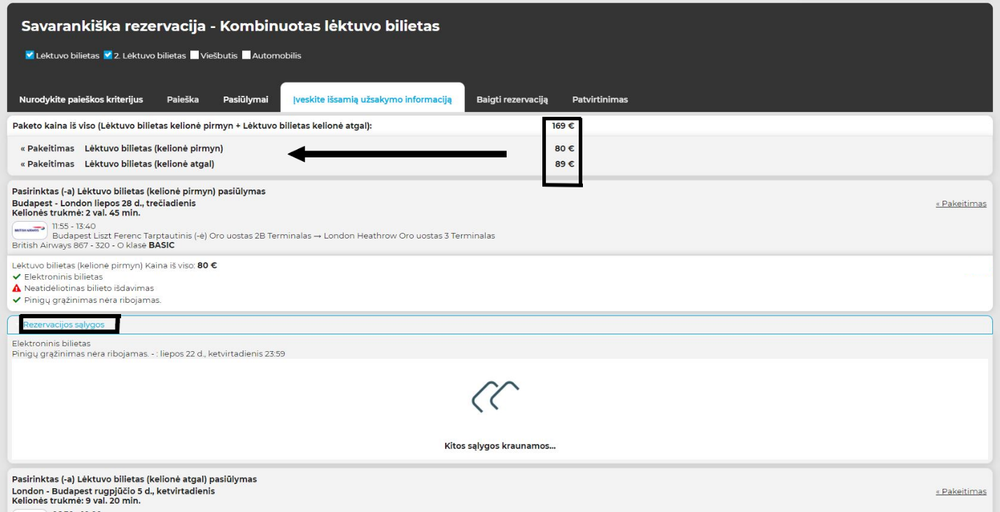 Savarankiška rezervacija - Kombinuotas lėktuvo bilietas
Lėktuvo bilietas 2. Lėktuvo bilietas Viešbutis Automobilis
Nurodykite paieškos kriterijus Paieška Pasiūlymai Įveskite išsamią užsakymo informaciją Baigti rezervaciją Patvirtinimas
Paketo kaina iš viso (Lėktuvo bilietas kelionė pirmyn + Lėktuvo bilietas kelionė atgal): 169 €
« Pakeitimas Lėktuvo bilietas (kelionė pirmyn) 80 €
« Pakeitimas Lėktuvo bilietas (kelionė atgal) 89 €
Pasirinktas (-a) Lėktuvo bilietas (kelionė pirmyn) pasiūlymas
Budapest - London liepos 28 d., trečiadienis
« Pakeitimas
Kelionės trukmė: 2 val. 45 min.
BRITISH AIRWAYS
11:55 - 13:40
Budapest Liszt Ferenc Tarptautinis (-ė) Oro uostas 2B Terminalas → London Heathrow Oro uostas 3 Terminalas
British Airways 867 - 320 - O klasė BASIC
Lėktuvo bilietas (kelionė pirmyn) Kaina iš viso: 80 €
Elektroninis bilietas
Neatidėliotinas bilieto išdavimas
Pinigų grąžinimas nėra ribojamas.
Rezervacijos sąlygos
Elektroninis bilietas
Pinigų grąžinimas nėra ribojamas. - : liepos 22 d., ketvirtadienis 23:59
Kitos sąlygos kraunamos...
Pasirinktas (-a) Lėktuvo bilietas (kelionė atgal) pasiūlymas
London - Budapest rugpjūčio 5 d., ketvirtadienis
« Pakeitimas
Kelionės trukmė: 9 val. 20 min.